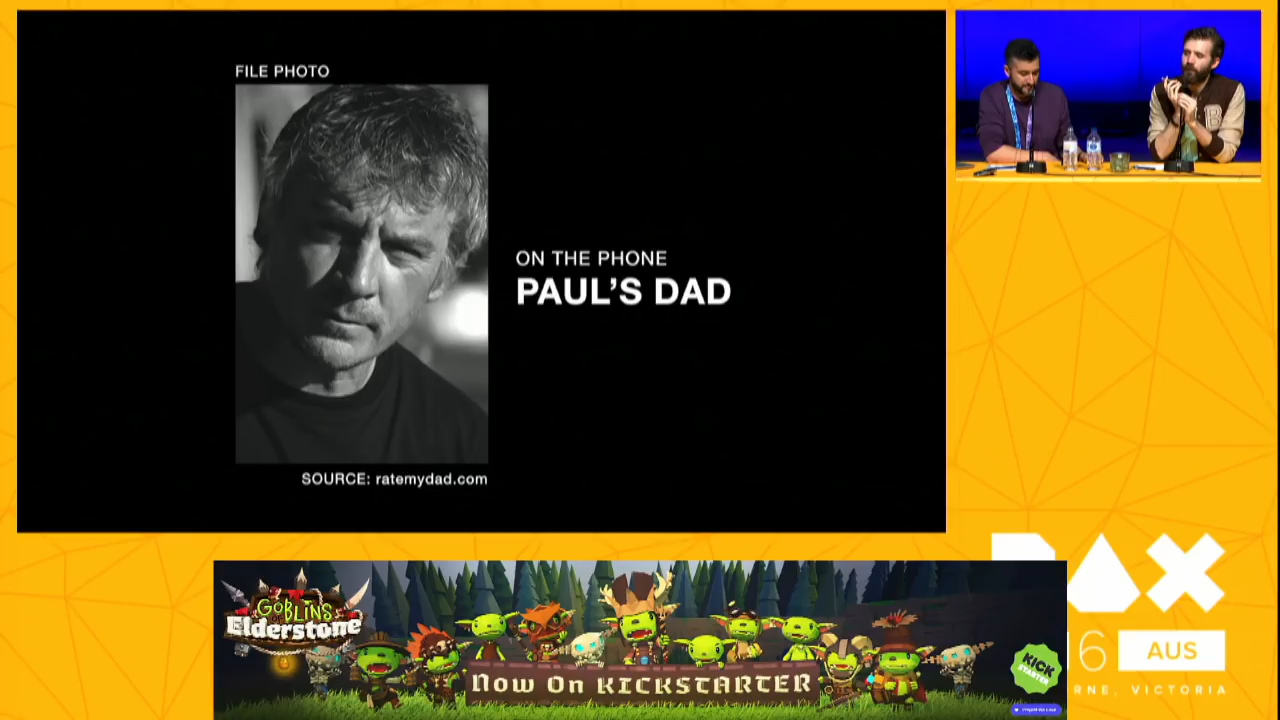 FILE PHOTO
ON THE PHONE
PAUL'S DAD
SOURCE: ratemydad.com
B
GOBLINS
OF
Elderstone
Now On KICKSTARTER
KICK
STARTER
AUS
RNE, VICTORIA